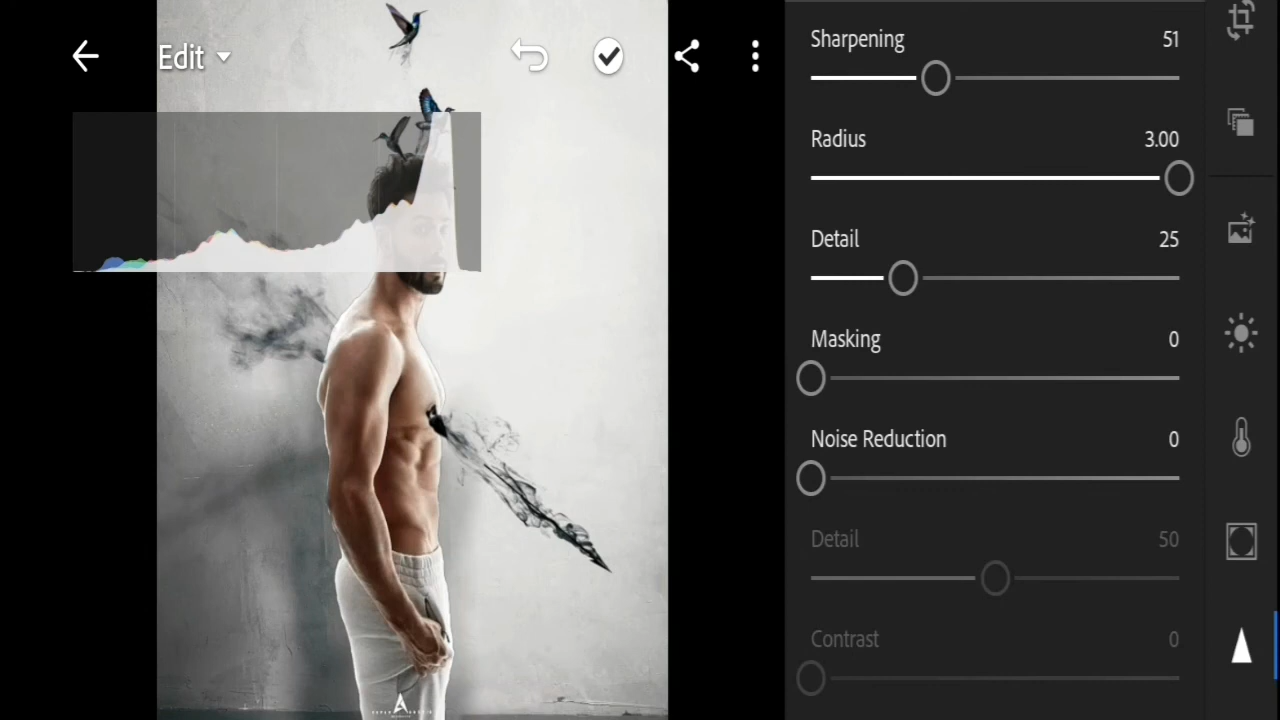 Edit
Sharpening 51
Radius 3.00
Detail 25
Masking 0
Noise Reduction 0
Detail 50
Contrast 0